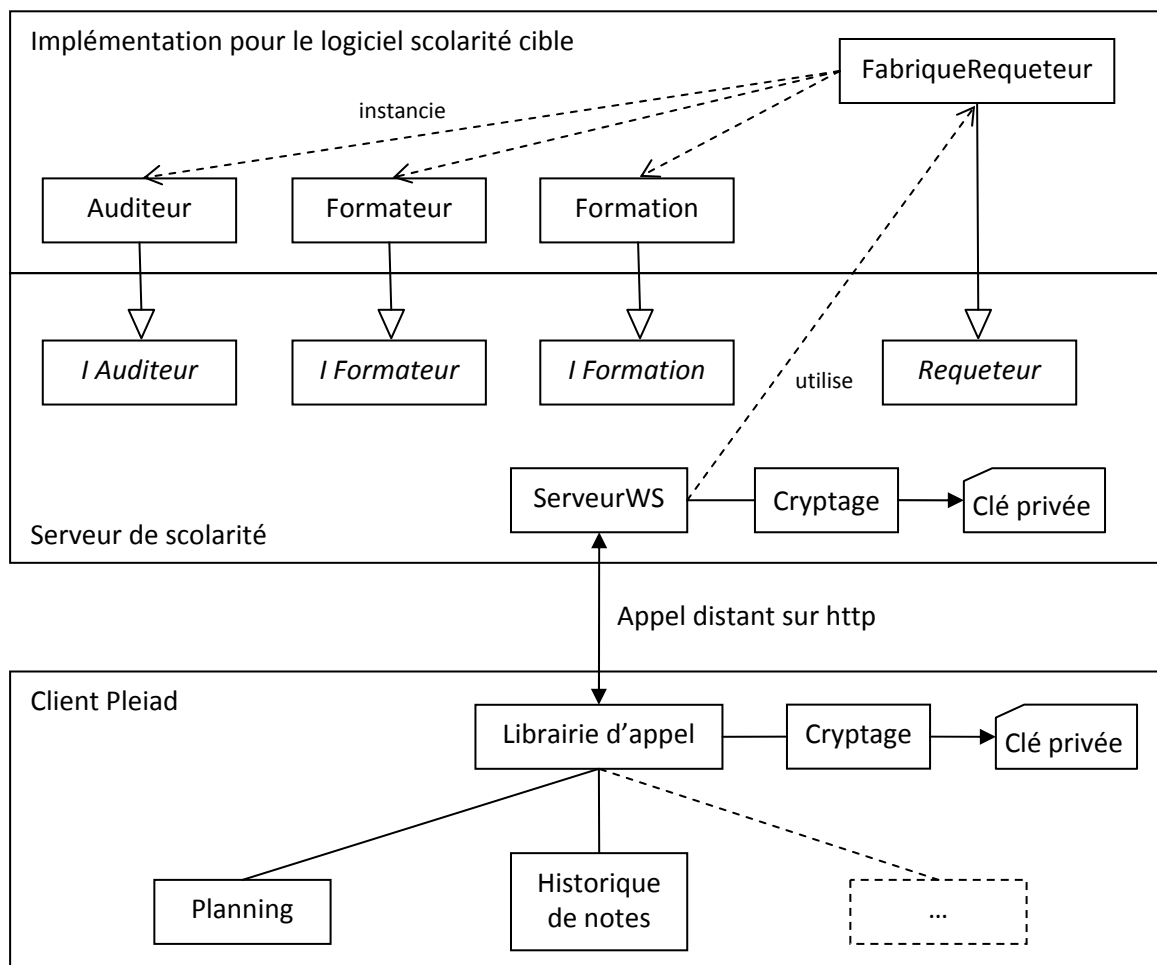 Implémentation pour le logiciel scolarité cible
FabriqueRequeteur
instancie
Auditeur
Formateur
Formation
I Auditeur
I Formateur
I Formation
Requeteur
utilise
ServeurWS
Cryptage
Clé privée
Serveur de scolarité
Appel distant sur http
Client Pleiad
Librairie d’appel
Cryptage
Clé privée
Planning
Historique
de notes
...